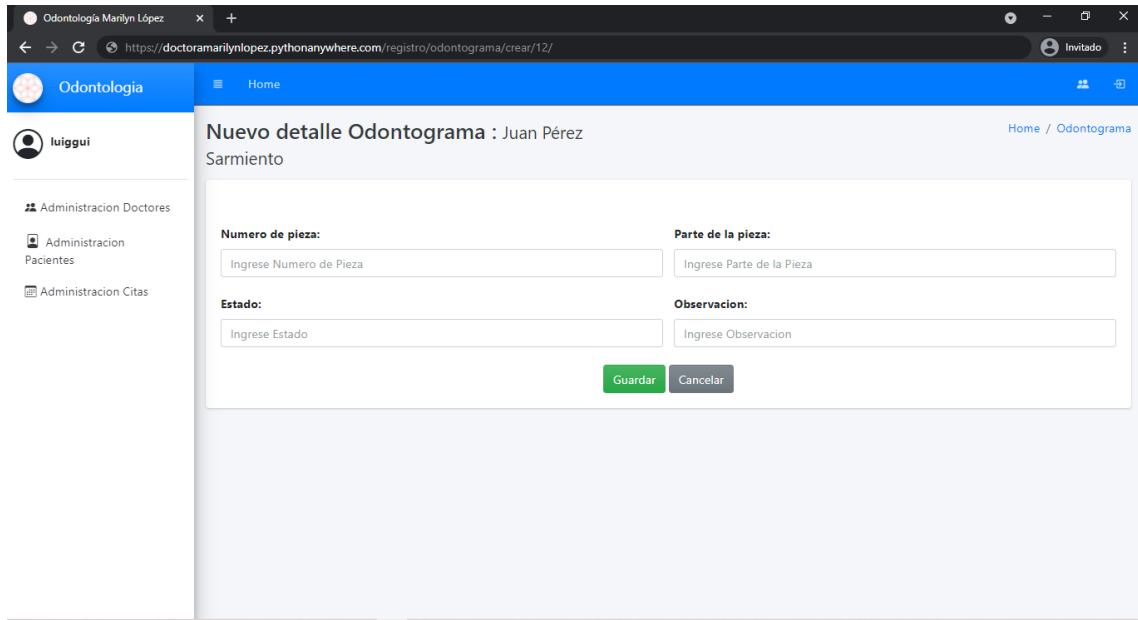 Odontología Marilyn López
https://doctoramarilynlopez.pythonanywhere.com/registro/odontograma/crear/12/
Invitado
Odontologia
Home
luiggui
Nuevo detalle Odontograma : Juan Pérez
Sarmiento
Home / Odontograma
Administracion Doctores
Administracion
Pacientes
Administracion Citas
Numero de pieza:
Parte de la pieza:
Ingrese Numero de Pieza
Ingrese Parte de la Pieza
Estado:
Observacion:
Ingrese Estado
Ingrese Observacion
Guardar
Cancelar